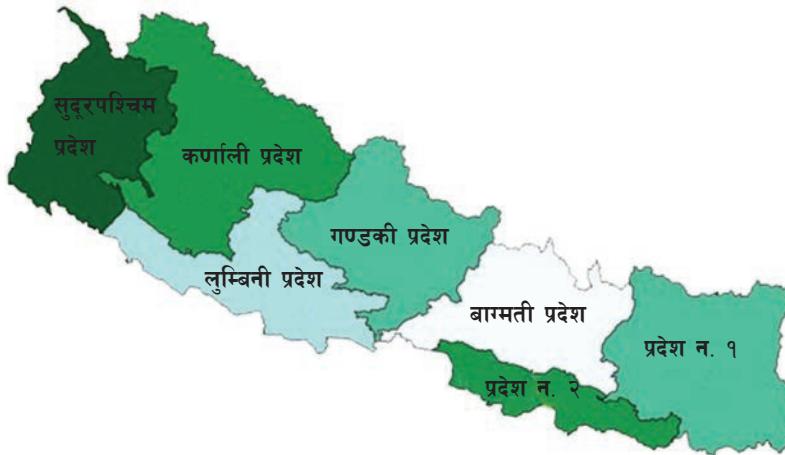 सुदूरपश्चिम
प्रदेश
कर्णाली प्रदेश
गण्डकी प्रदेश
लुम्बिनी प्रदेश
बाग्मती प्रदेश
प्रदेश न. १
प्रदेश न. २